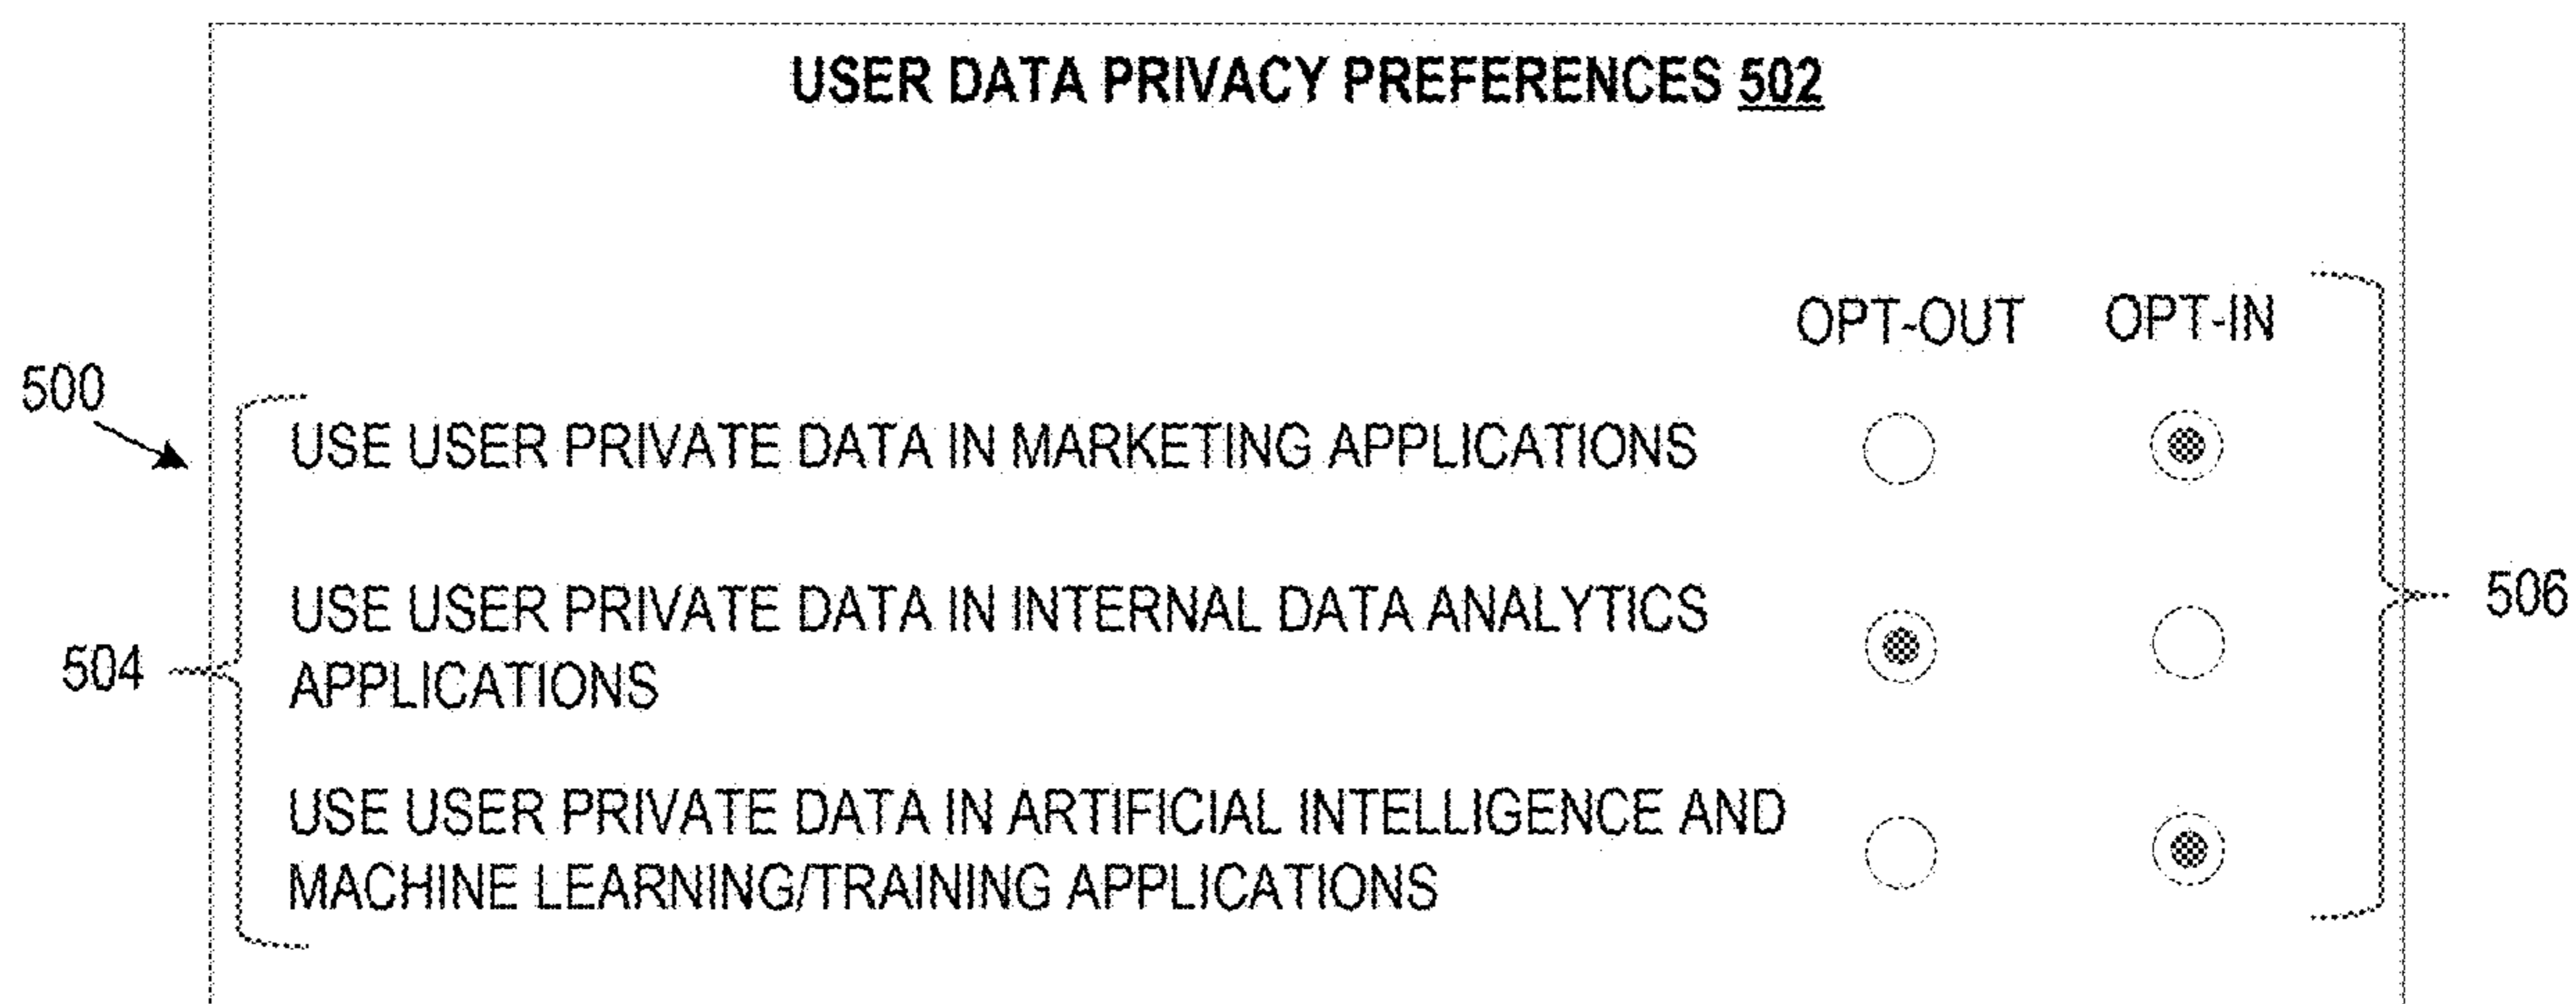 USER DATA PRIVACY PREFERENCES 502
OPT-OUT OPT-IN
500
USE USER PRIVATE DATA IN MARKETING APPLICATIONS
USE USER PRIVATE DATA IN INTERNAL DATA ANALYTICS
APPLICATIONS
504
506
USE USER PRIVATE DATA IN ARTIFICIAL INTELLIGENCE AND
MACHINE LEARNING/TRAINING APPLICATIONS